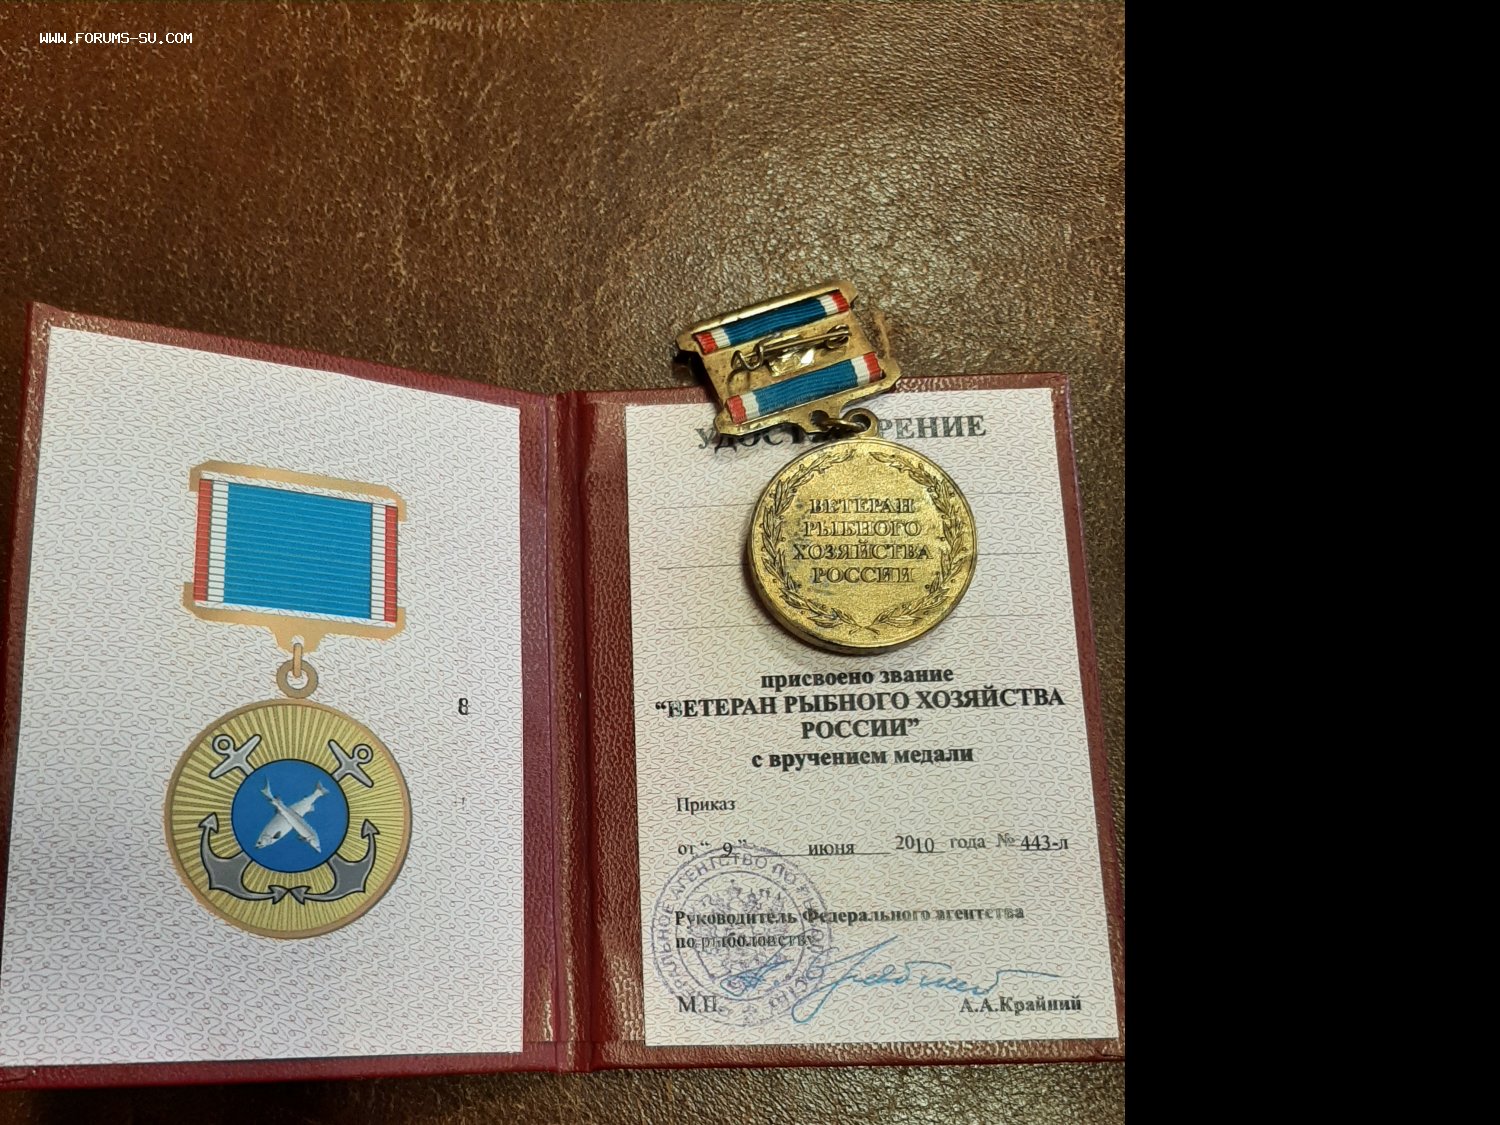 WWW.FORUMS-SU.COM
ВЕТЕРАН
РЫБНОГО
ХОЗЯЙСТВА
РОССИИ
8
присвоено звание
“ВЕТЕРАН РЫБНОГО ХОЗЯЙСТВА
РОССИИ”
с вручением медали
Приказ
от “ 9 ” июня 2010 года № 443-л
Руководитель Федерального агентства
по рыболовству
М.П. А.А.Крайний